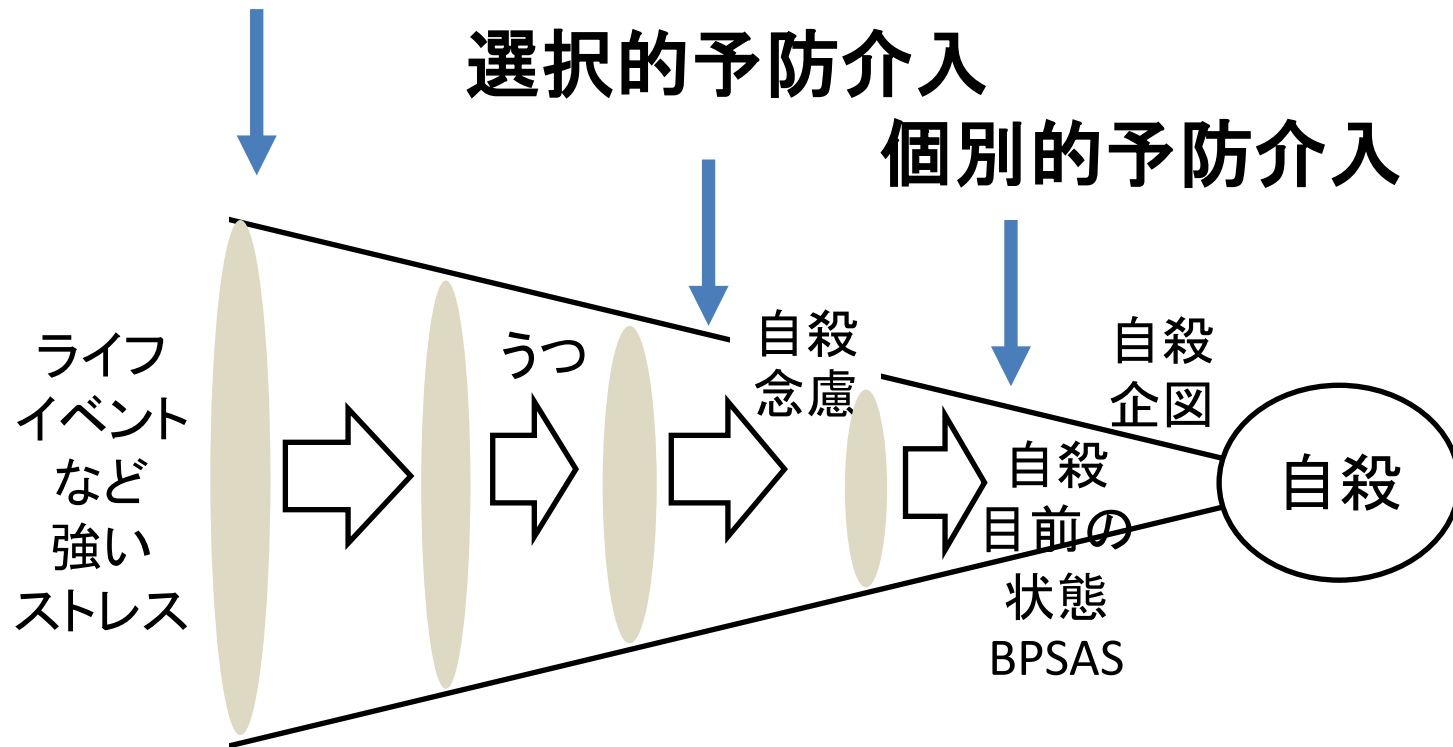 選択的予防介入
個別的予防介入
ライフ
イベント
など
強い
ストレス
うつ
自殺
念慮
自殺
目前の
状態
BPSAS
自殺
企図
自殺